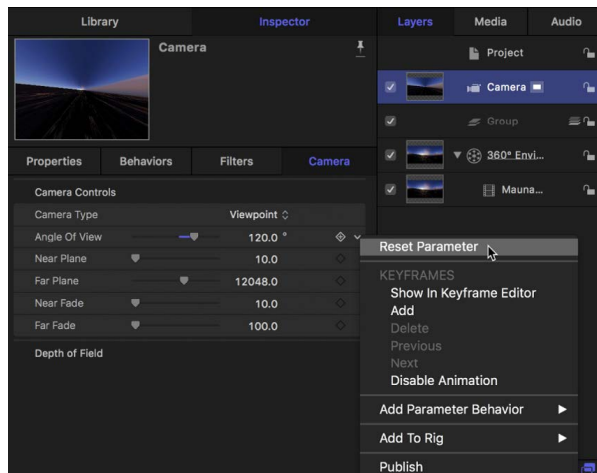 Library Inspector Layers Media Audio
Camera
Project
Camera
Group
360° Envi...
Mauna...
Properties Behaviors Filters Camera
Camera Controls
Camera Type Viewpoint
Angle Of View 120.0 °
Near Plane 10.0
Far Plane 12048.0
Near Fade 10.0
Far Fade 100.0
Depth of Field
Reset Parameter
KEYFRAMES
Show In Keyframe Editor
Add
Delete
Previous
Next
Disable Animation
Add Parameter Behavior
Add To Rig
Publish